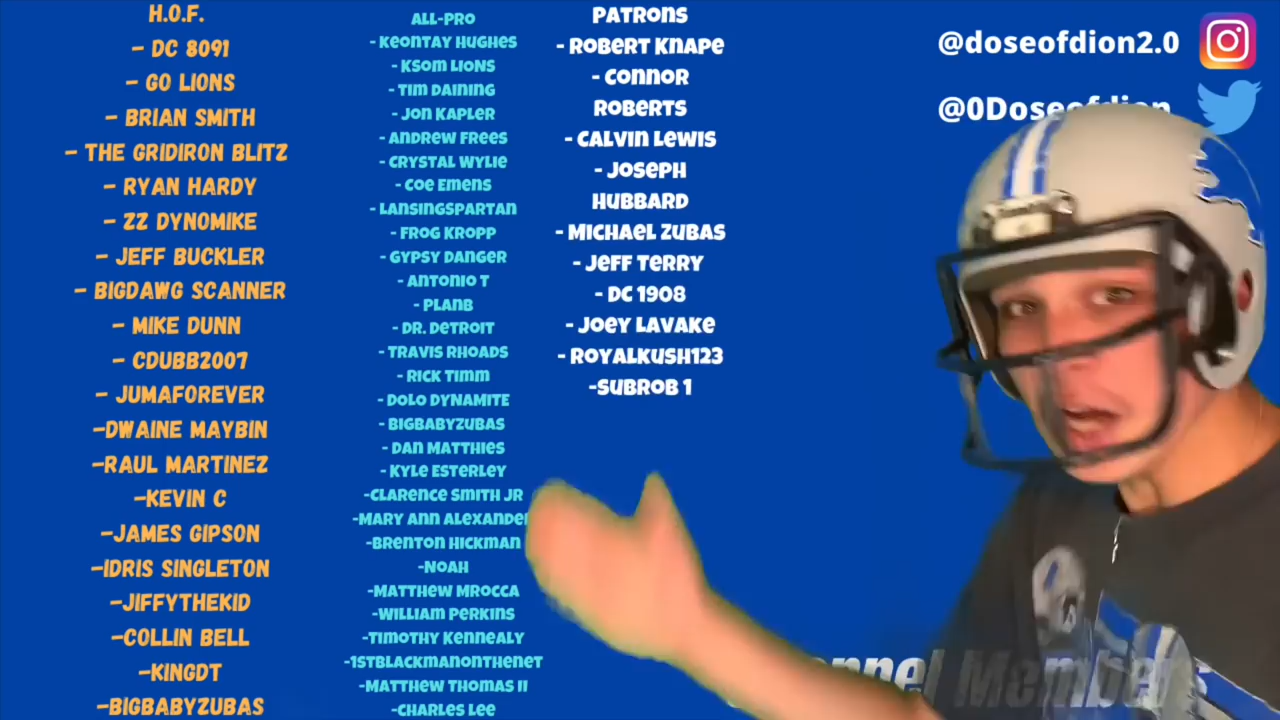 H.O.F.
- DC 8091
- GO LIONS
- BRIAN SMITH
- THE GRIDIRON BLITZ
- RYAN HARDY
- ZZ DYNOMIKE
- JEFF BUCKLER
- BIGDAWG SCANNER
- MIKE DUNN
- CDUBB2007
- JUMAFOREVER
-DWAINE MAYBIN
-RAUL MARTINEZ
-KEVIN C
-JAMES GIPSON
-IDRIS SINGLETON
-JIFFYTHEKID
-COLLIN BELL
-KINGDT
-BIGBABYZUBAS
ALL-PRO
- KEONTAY HUGHES
- KSOM LIONS
- TIM DAINING
- JON KAPLER
- ANDREW FREES
- CRYSTAL WYLIE
- COE EMENS
- LANSINGSPARTAN
- FROG KROPP
- GYPSY DANGER
- ANTONIO T
- PLANB
- DR. DETROIT
- TRAVIS RHOADS
- RICK TIMM
- DOLO DYNAMITE
- BIGBABYZUBAS
- DAN MATTHIES
- KYLE ESTERLEY
-CLARENCE SMITH JR
-MARY ANN ALEXANDER
-BRENTON HICKMAN
-NOAH
-MATTHEW MROCCA
-WILLIAM PERKINS
-TIMOTHY KENNEALY
-1STBLACKMANONTHENET
-MATTHEW THOMAS II
-CHARLES LEE
PATRONS
- ROBERT KNAPE
- CONNOR
ROBERTS
- CALVIN LEWIS
- JOSEPH
HUBBARD
- MICHAEL ZUBAS
- JEFF TERRY
- DC 1908
- JOEY LAVAKE
- ROYALKUSH123
-SUBROB 1
@doseofdion2.0
@0Doseofdion
Members